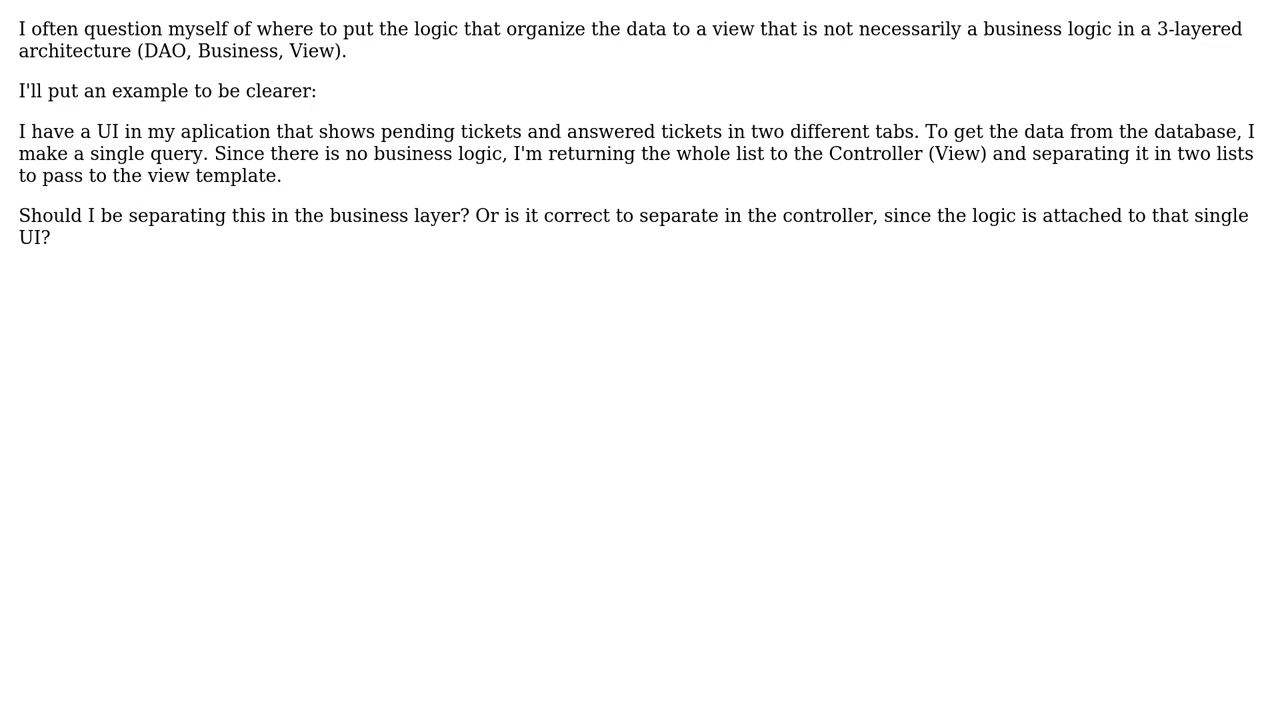 I often question myself of where to put the logic that organize the data to a view that is not necessarily a business logic in a 3-layered
architecture (DAO, Business, View).
I'll put an example to be clearer:
I have a UI in my aplication that shows pending tickets and answered tickets in two different tabs. To get the data from the database, I
make a single query. Since there is no business logic, I'm returning the whole list to the Controller (View) and separating it in two lists
to pass to the view template.
Should I be separating this in the business layer? Or is it correct to separate in the controller, since the logic is attached to that single
UI?